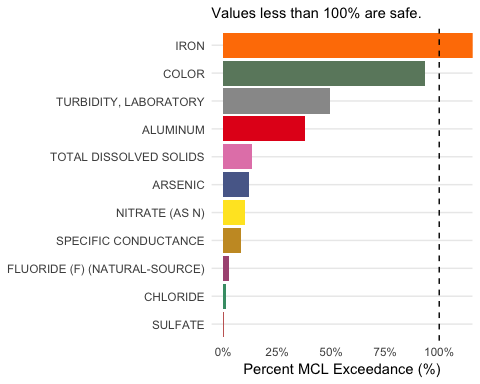 Values less than 100% are safe.
IRON
COLOR
TURBIDITY, LABORATORY
ALUMINUM
TOTAL DISSOLVED SOLIDS
ARSENIC
NITRATE (AS N)
SPECIFIC CONDUCTANCE
FLUORIDE (F) (NATURAL-SOURCE)
CHLORIDE
SULFATE
0% 25% 50% 75% 100%
Percent MCL Exceedance (%)